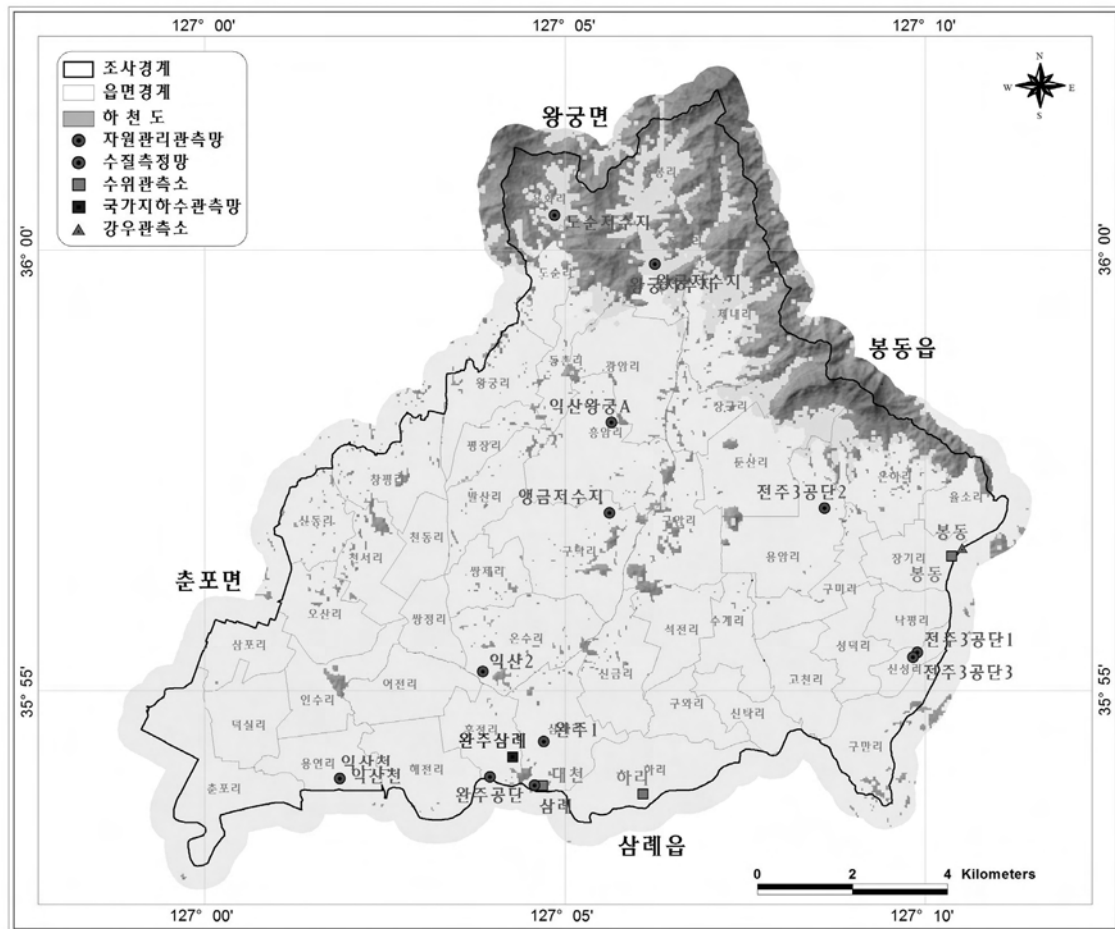 127° 00'
127° 05'
127° 10'
조사경계
읍면경계
하 천 도
자원관리관측망
수질측정망
수위관측소
국가지하수관측망
강우관측소
N
W
E
S
왕궁면
도순저수지
36° 00'
36° 00'
도순리
왕궁저수지
제내리
봉동읍
왕궁리
광암리
장구리
익산왕궁A
흥암리
평장리
둔산리
은하리
창평리
발산리
앵금저수지
전주3공단2
율소리
신동리
천동리
구암리
봉동
천서리
구덕리
용암리
장기리
봉동
춘포면
쌍제리
구미리
오산리
쌍정리
석전리
수계리
낙평리
삼포리
온수리
성덕리
전주3공단1
익산2
신금리
신성리
전주3공단3
35° 55'
35° 55'
어전리
고천리
인수리
구와리
신탁리
덕실리
완주1
구만리
완주삼례
익산천
용연리
익산천
해전리
대천
하리
하리
춘포리
완주공단
삼례
삼례읍
0
2
4
Kilometers
127° 00'
127° 05'
127° 10'